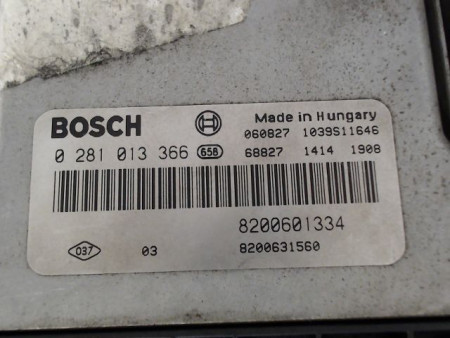 BOSCH Made in Hungary
060827 1039S11646
0 281 013 366 658 68827 1414 1908
8200601334
037 03 8200631560